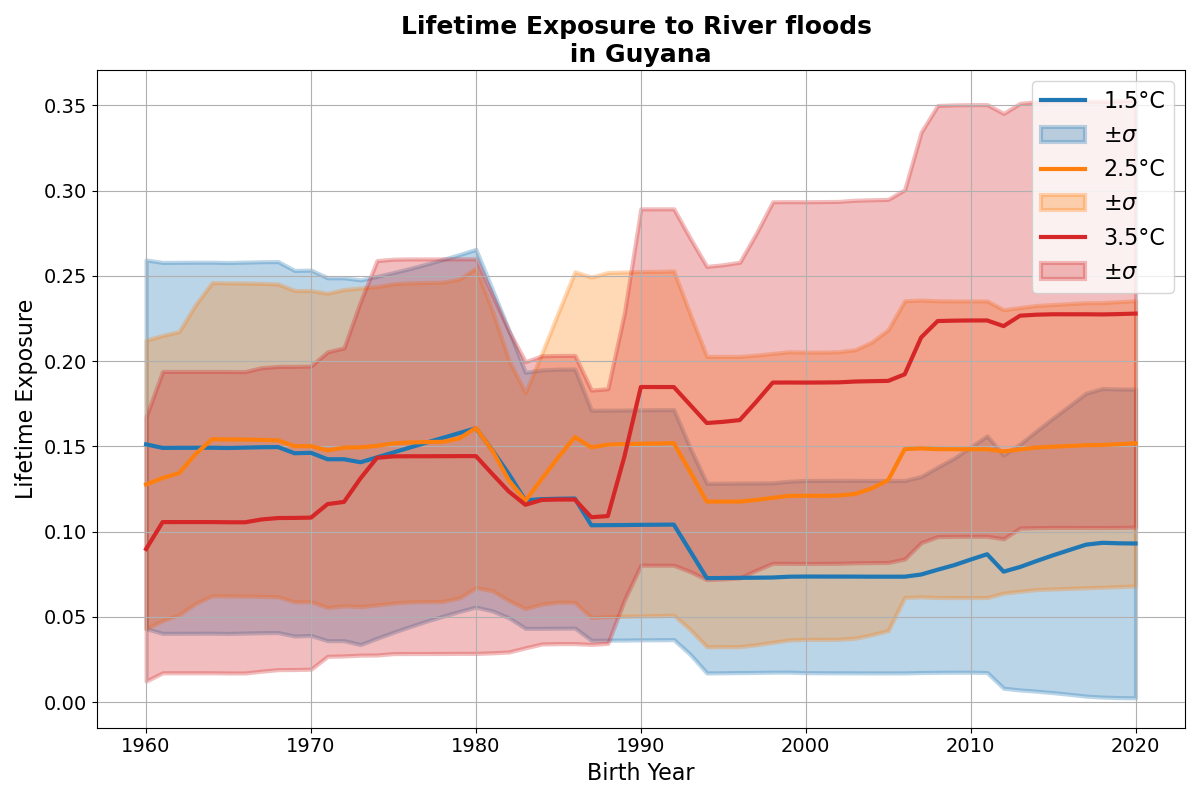 Lifetime Exposure to River floods
in Guyana
Lifetime Exposure
0.35
0.30
0.25
0.20
0.15
0.10
0.05
0.00
1960
1970
1980
1990
2000
2010
2020
Birth Year
1.5°C
±σ
2.5°C
±σ
3.5°C
±σ